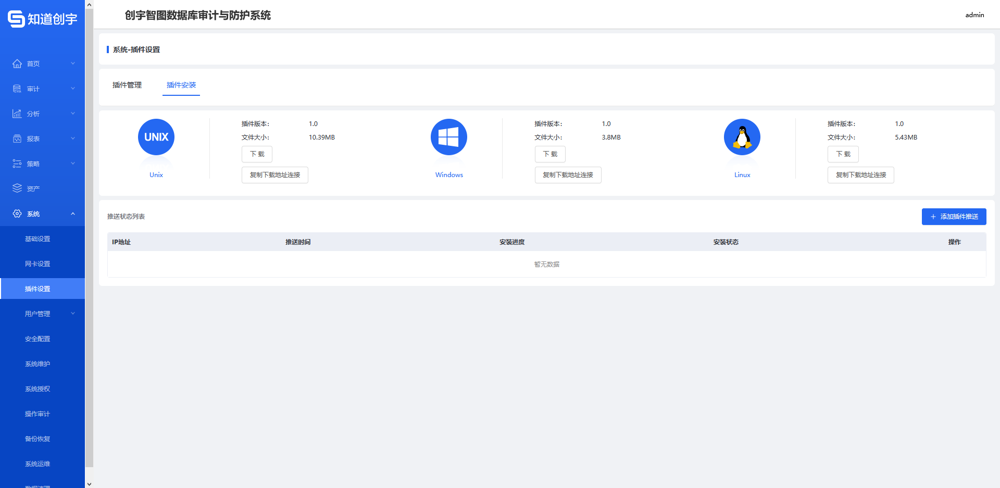 知道创宇
创宇智图数据库审计与防护系统
admin
首页
审计
分析
报表
策略
资产
系统
基础设置
网卡设置
插件设置
用户管理
安全配置
系统维护
系统授权
操作审计
备份恢复
系统运维
系统-插件设置
插件管理 插件安装
UNIX
Unix
插件版本： 1.0
文件大小： 10.39MB
下 载
复制下载地址连接
Windows
插件版本： 1.0
文件大小： 3.8MB
下 载
复制下载地址连接
Linux
插件版本： 1.0
文件大小： 5.43MB
下 载
复制下载地址连接
推送状态列表
添加插件推送
IP地址 推送时间 安装进度 安装状态 操作
暂无数据